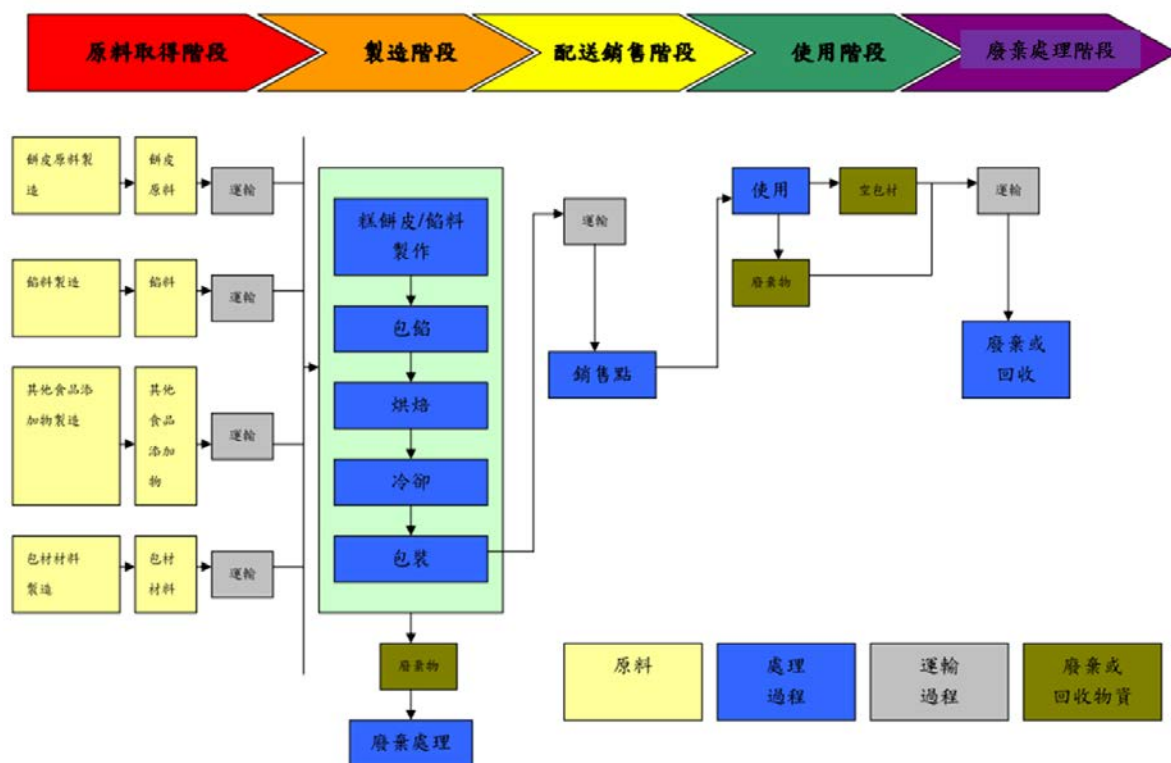 原料取得階段
製造階段
配送銷售階段
使用階段
廢棄處理階段
餅皮原料製
造
餅皮
原料
運輸
餡料製造
餡料
運輸
其他食品添
加物製造
其他
食品
添加
物
運輸
包材材料
製造
包材
材料
運輸
糕餅皮/餡料
製作
包餡
烘焙
冷卻
包裝
廢棄物
廢棄處理
運輸
銷售點
使用
空包材
廢棄物
運輸
廢棄或
回收
原料
處理
過程
運輸
過程
廢棄或
回收物資